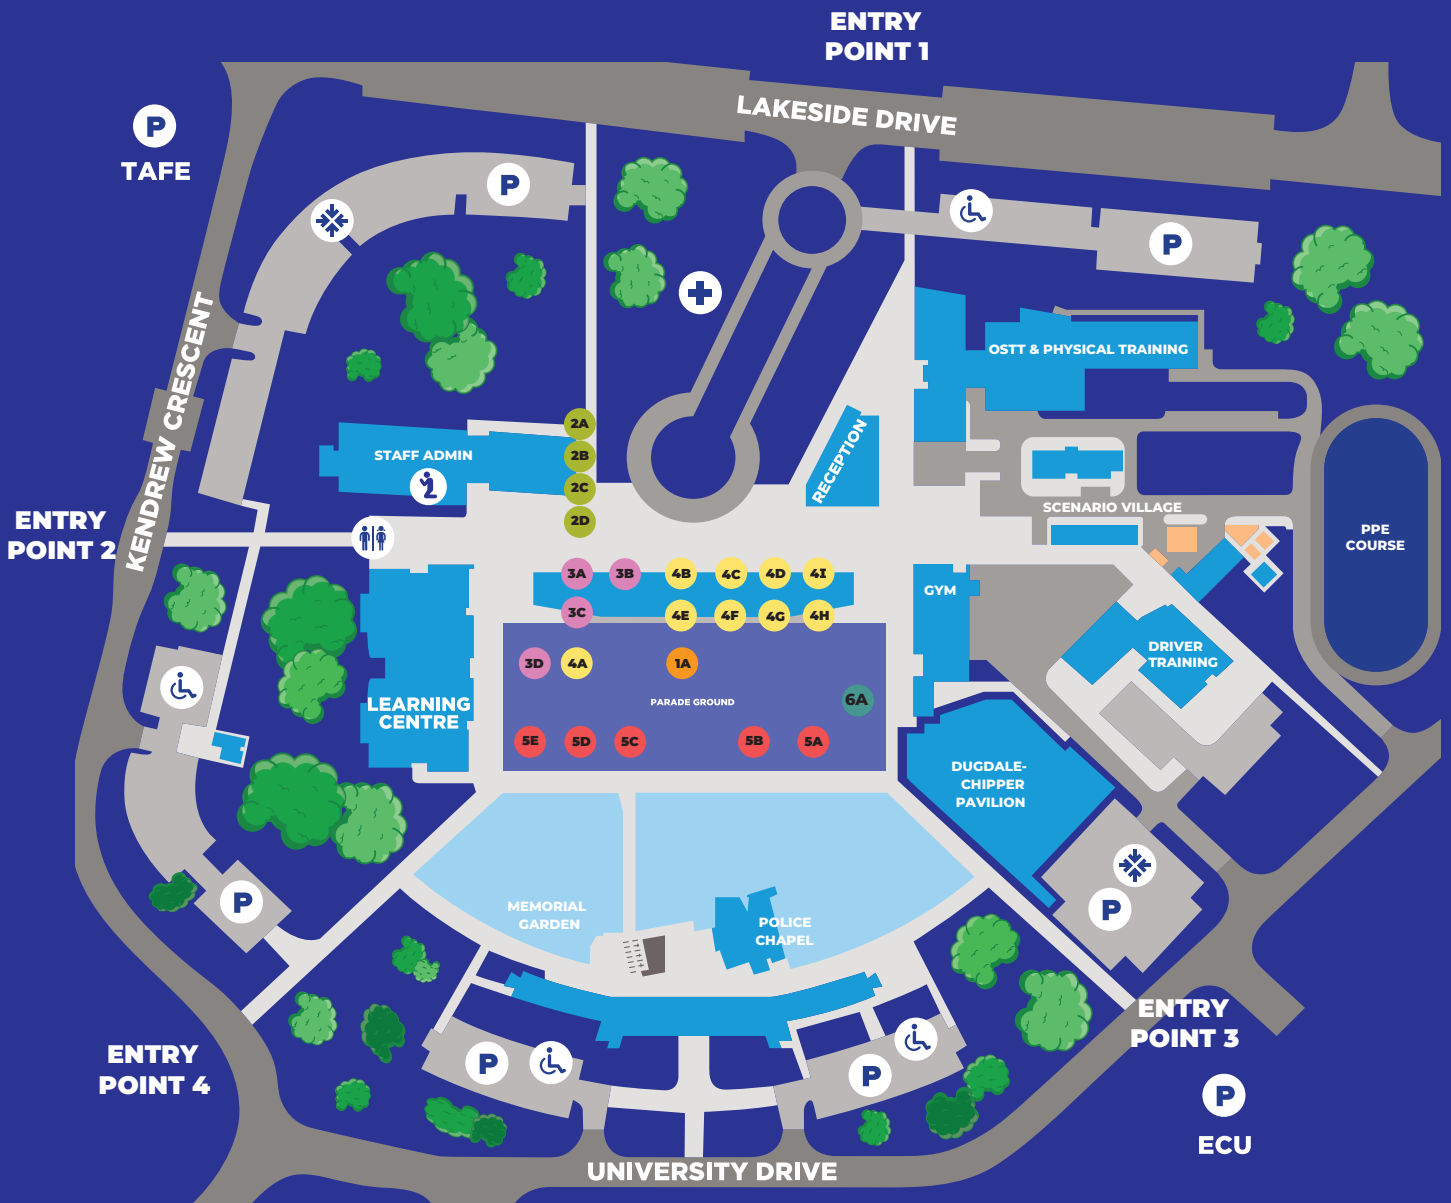 ENTRY
POINT 1
LAKESIDE DRIVE
P
TAFE
P
P
KENDREW CRESCENT
OSTT & PHYSICAL TRAINING
2A
STAFF ADMIN
2B
2C
2D
RECEPTION
SCENARIO VILLAGE
ENTRY
POINT 2
PPE
COURSE
3A
3B
4B
4C
4D
4I
GYM
3C
4E
4F
4G
4H
3D
4A
1A
DRIVER
TRAINING
LEARNING
CENTRE
PARADE GROUND
6A
5E
5D
5C
5B
5A
DUGDALE-
CHIPPER
PAVILION
P
MEMORIAL
GARDEN
POLICE
CHAPEL
P
ENTRY
POINT 3
ENTRY
POINT 4
P
P
P
ECU
UNIVERSITY DRIVE